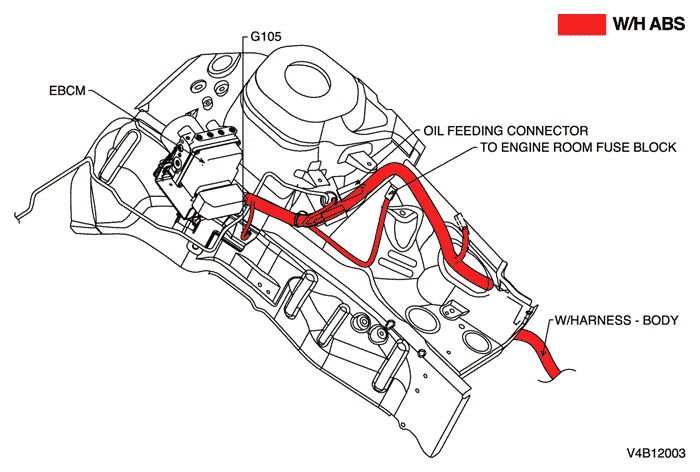 W/H ABS
G105
EBCM
OIL FEEDING CONNECTOR
TO ENGINE ROOM FUSE BLOCK
W/HARNESS - BODY
V4B12003